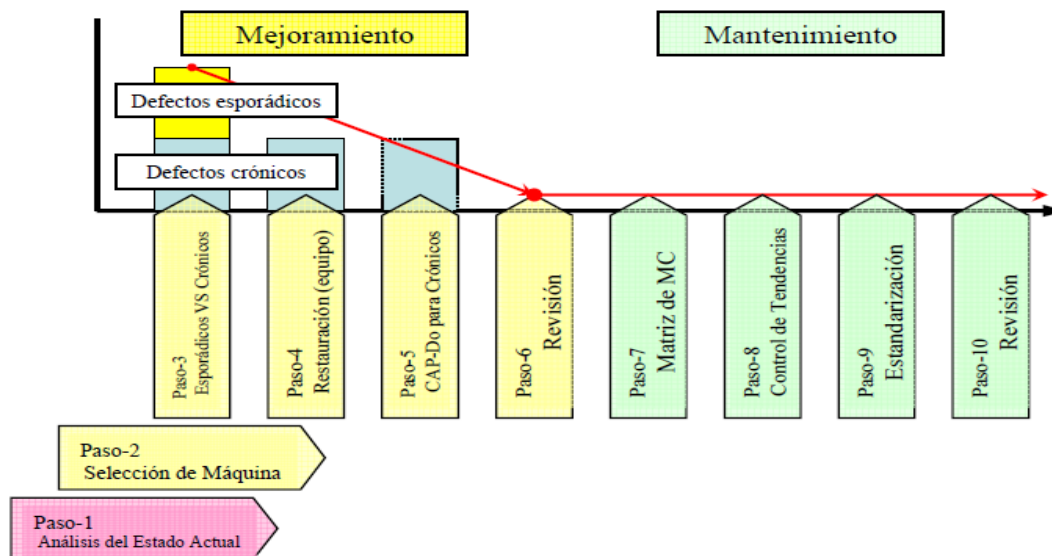 Mejoramiento
Mantenimiento
Defectos esporádicos
Defectos crónicos
Paso-3
Esporádicos VS Crónicos
Paso-4
Restauración (equipo)
Paso-5
CAP-Do para Crónicos
Paso-6
Revisión
Paso-7
Matriz de MC
Paso-8
Control de Tendencias
Paso-9
Estandarización
Paso-10
Revisión
Paso-2
Selección de Máquina
Paso-1
Análisis del Estado Actual